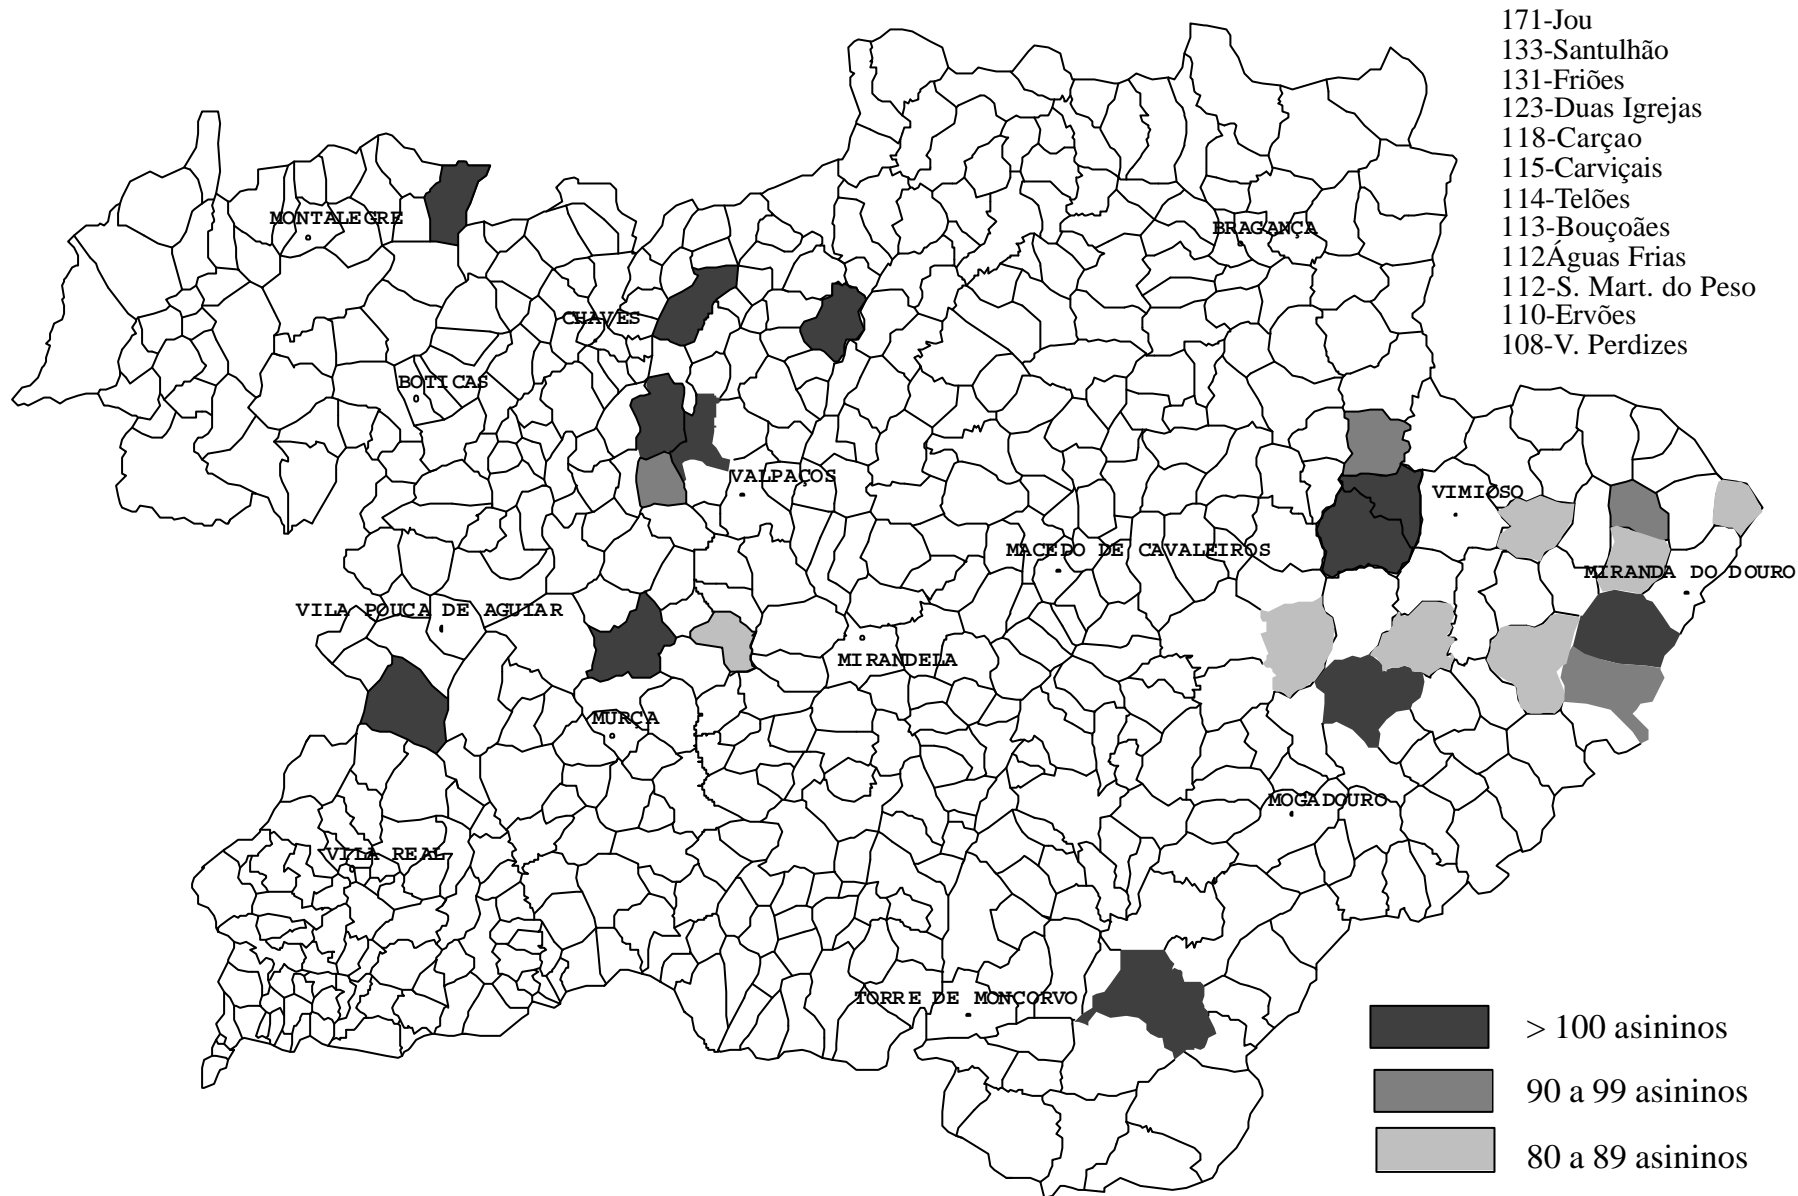 171-Jou
133-Santulhão
131-Friões
123-Duas Igrejas
118-Carçao
115-Carviçais
114-Telões
113-Bouçoães
112Águas Frias
112-S. Mart. do Peso
110-Ervões
108-V. Perdizes
MONTALEGRE
BRAGANÇA
CHAVES
BOTICAS
VALPAÇOS
VIMIOSO
MACEDO DE CAVALEIROS
MIRANDA DO DOURO
VILA POUCA DE AGUIAR
MIRANDELA
MURÇA
MOGADOURO
VILA REAL
TORRE DE MONCORVO
> 100 asininos
90 a 99 asininos
80 a 89 asininos